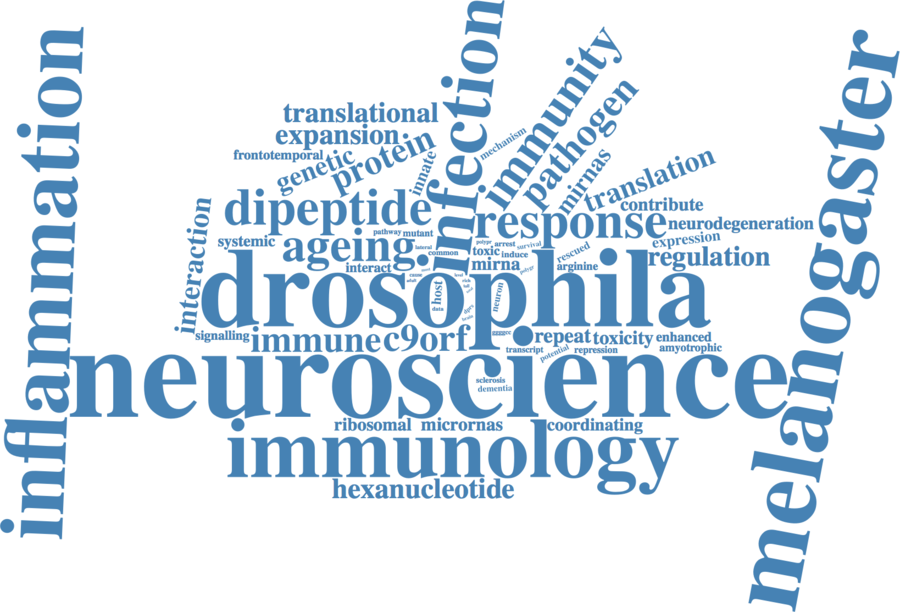 inflammation
infection
immunity
melanogaster
translational
expansion
frontotemporal
genetic
protein
innate
mechanism
pathogen
mirnas
translation
contribute
dipeptide
response
neurodegeneration
interaction
systemic
pathway
mutant
ageing
lateral
common
polypr
arrest
survival
toxic
induce
rescued
expression
regulation
interact
mirna
arginine
drosophila
host
data
neuron
signalling
immune
c9orf
repeat
toxicity
enhanced
transcript
potential
repression
amyotrophic
neuroscience
sclerosis
dementia
ribosomal
micrornas
coordinating
immunology
hexanucleotide